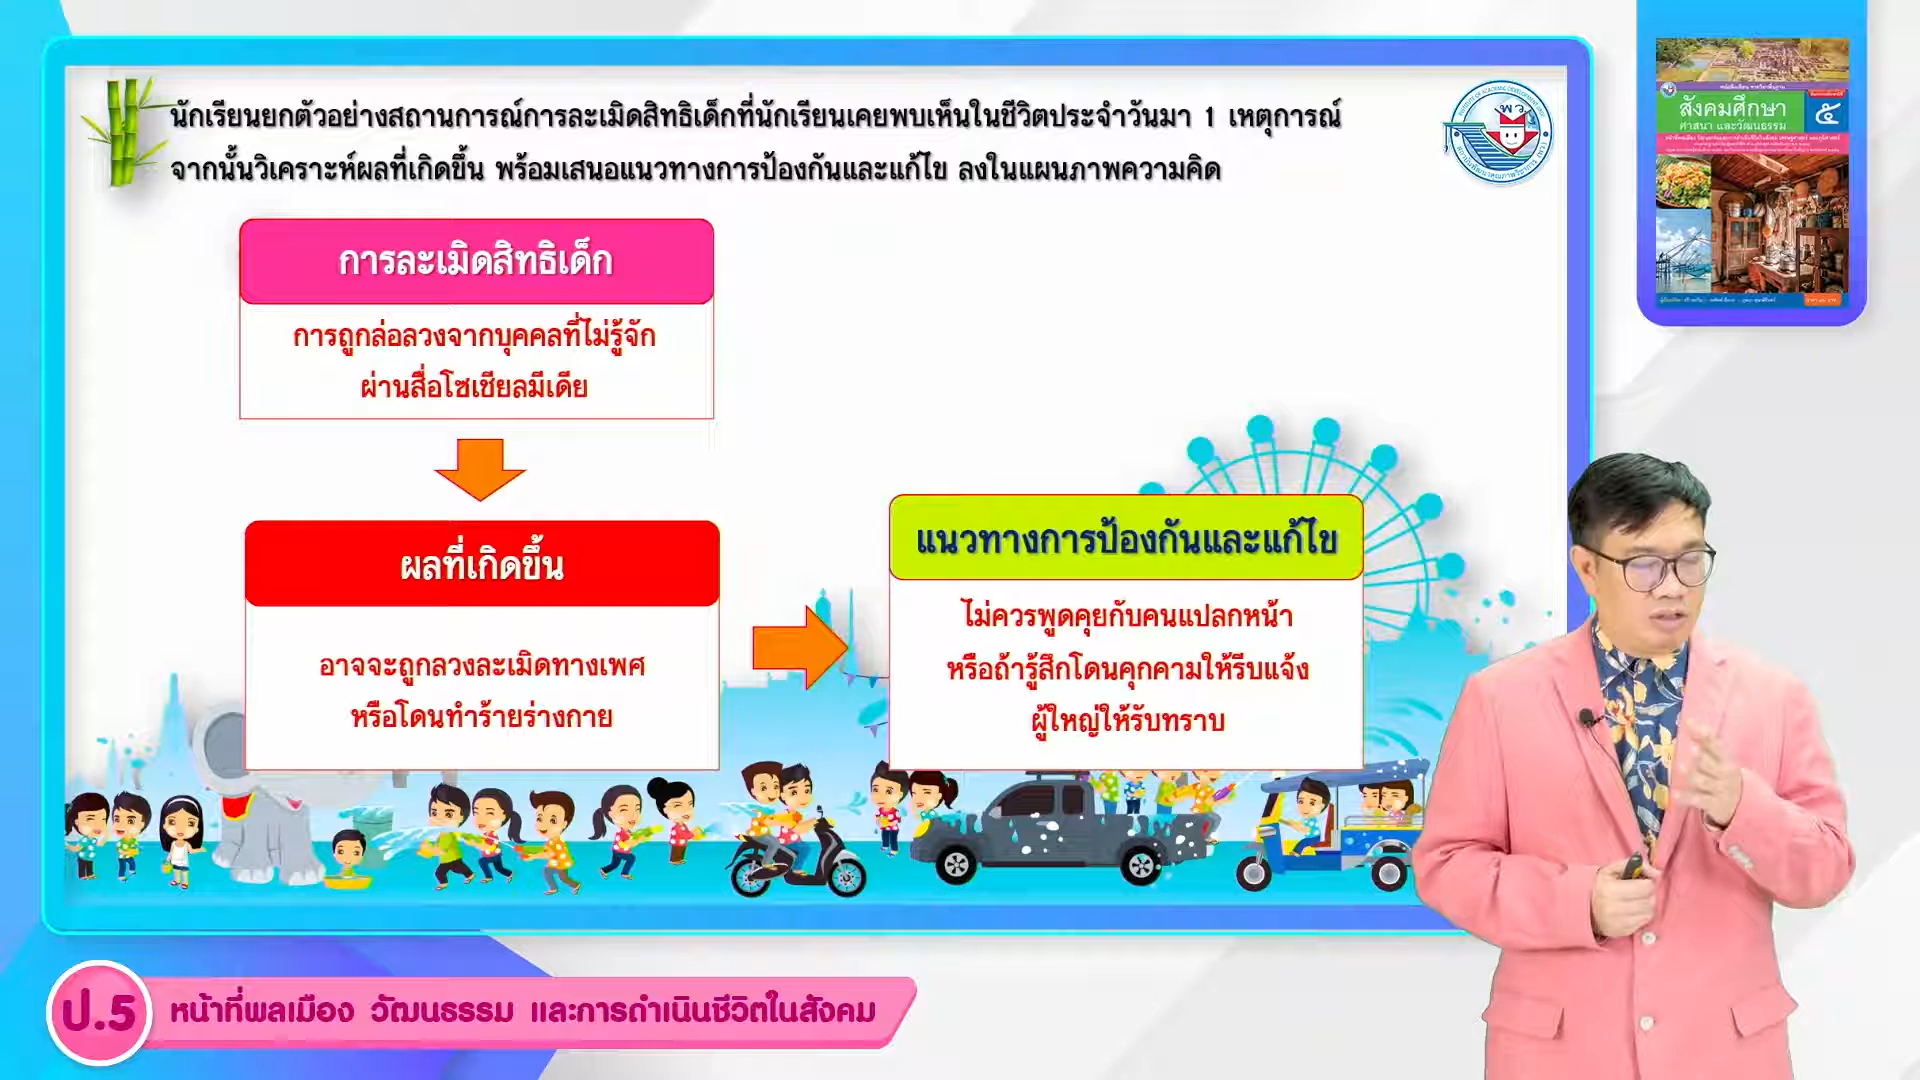 นักเรียนยกตัวอย่างสถานการณ์การละเมิดสิทธิเด็กที่นักเรียนเคยพบเห็นในชีวิตประจำวันมา 1 เหตุการณ์
จากนั้นวิเคราะห์ผลที่เกิดขึ้น พร้อมเสนอแนวทางการป้องกันและแก้ไข ลงในแผนภาพความคิด
การละเมิดสิทธิเด็ก
การถูกล่อลวงจากบุคคลที่ไม่รู้จัก
ผ่านสื่อโซเชียลมีเดีย
ผลที่เกิดขึ้น
อาจจะถูกลวงละเมิดทางเพศ
หรือโดนทำร้ายร่างกาย
แนวทางการป้องกันและแก้ไข
ไม่ควรพูดคุยกับคนแปลกหน้า
หรือถ้ารู้สึกโดนคุกคามให้รีบแจ้ง
ผู้ใหญ่ให้รับทราบ
พว.
สังคมศึกษา
ศาสนา และวัฒนธรรม
๕
ป.5
หน้าที่พลเมือง วัฒนธรรม และการดำเนินชีวิตในสังคม